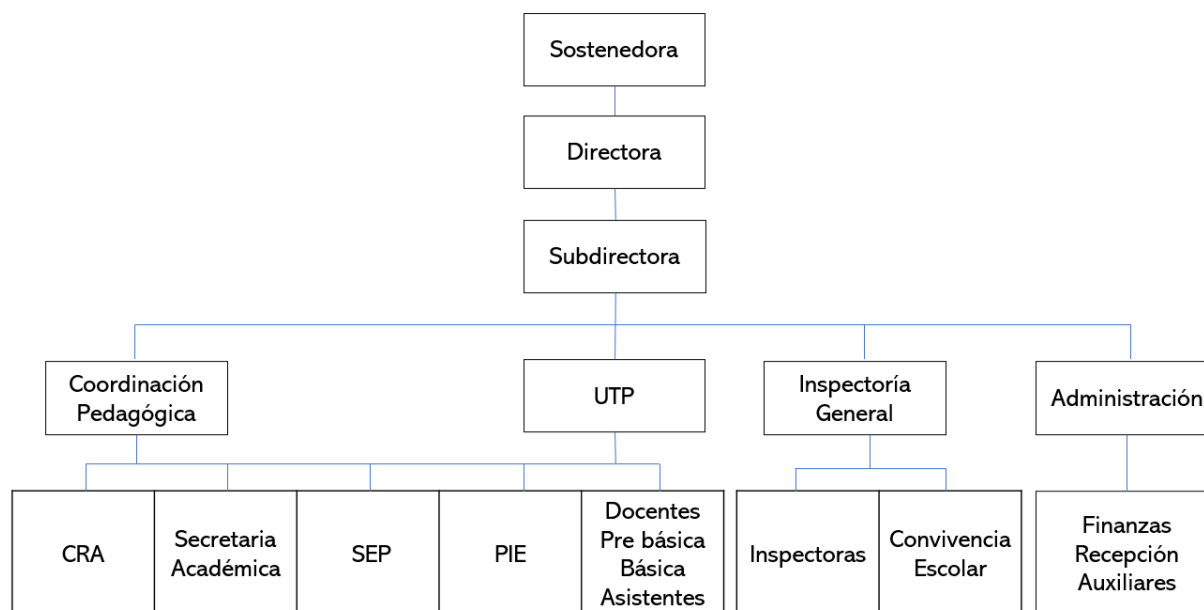 Sostenedora
Directora
Subdirectora
Coordinación
Pedagógica
UTP
Inspectoría
General
Administración
CRA
Secretaria
Académica
SEP
PIE
Docentes
Pre básica
Básica
Asistentes
Inspectoras
Convivencia
Escolar
Finanzas
Recepción
Auxiliares